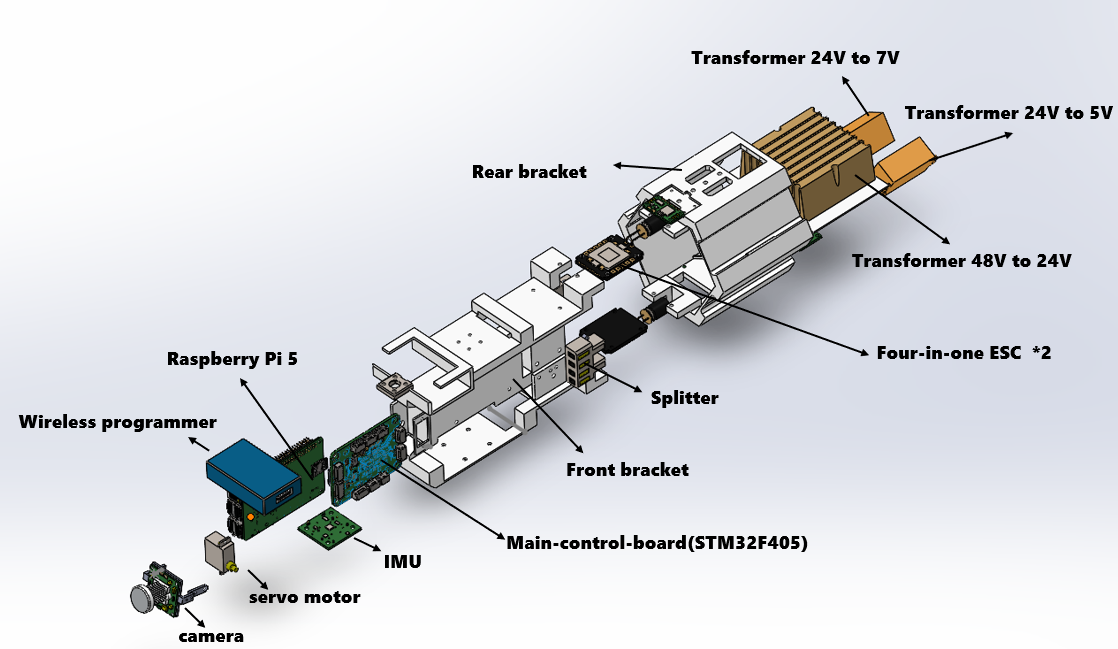 Transformer 24V to 7V
Transformer 24V to 5V
Rear bracket
Transformer 48V to 24V
Raspberry Pi 5
Four-in-one ESC *2
Splitter
Wireless programmer
Front bracket
Main-control-board(STM32F405)
IMU
servo motor
camera